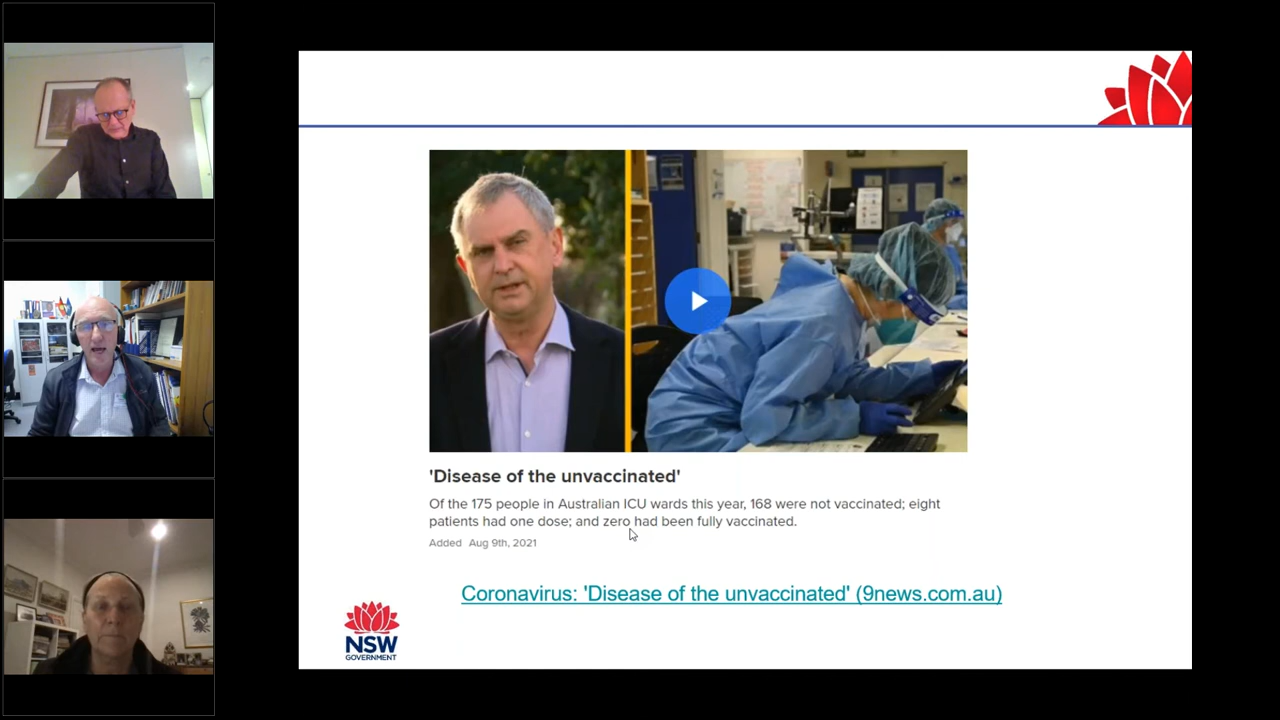 'Disease of the unvaccinated'
Of the 175 people in Australian ICU wards this year, 168 were not vaccinated; eight
patients had one dose; and zero had been fully vaccinated.
Added Aug 9th, 2021
Coronavirus: 'Disease of the unvaccinated' (9news.com.au)
NSW
GOVERNMENT